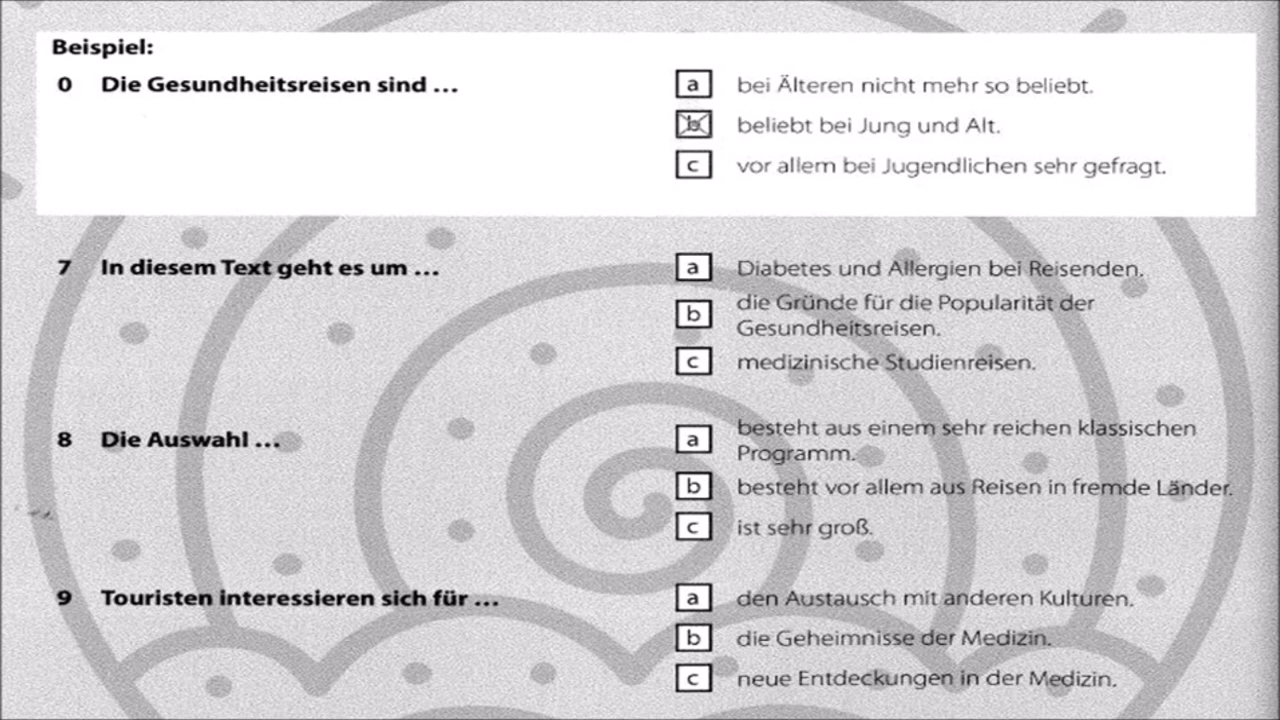 Beispiel:
0 Die Gesundheitsreisen sind ...
a bei Älteren nicht mehr so beliebt.
b beliebt bei Jung und Alt.
c vor allem bei Jugendlichen sehr gefragt.
7 In diesem Text geht es um ...
a Diabetes und Allergien bei Reisenden.
b die Gründe für die Popularität der
Gesundheitsreisen.
c medizinische Studienreisen.
8 Die Auswahl ...
a besteht aus einem sehr reichen klassischen
Programm.
b besteht vor allem aus Reisen in fremde Länder.
c ist sehr groß.
9 Touristen interessieren sich für ...
a den Austausch mit anderen Kulturen.
b die Geheimnisse der Medizin.
c neue Entdeckungen in der Medizin.